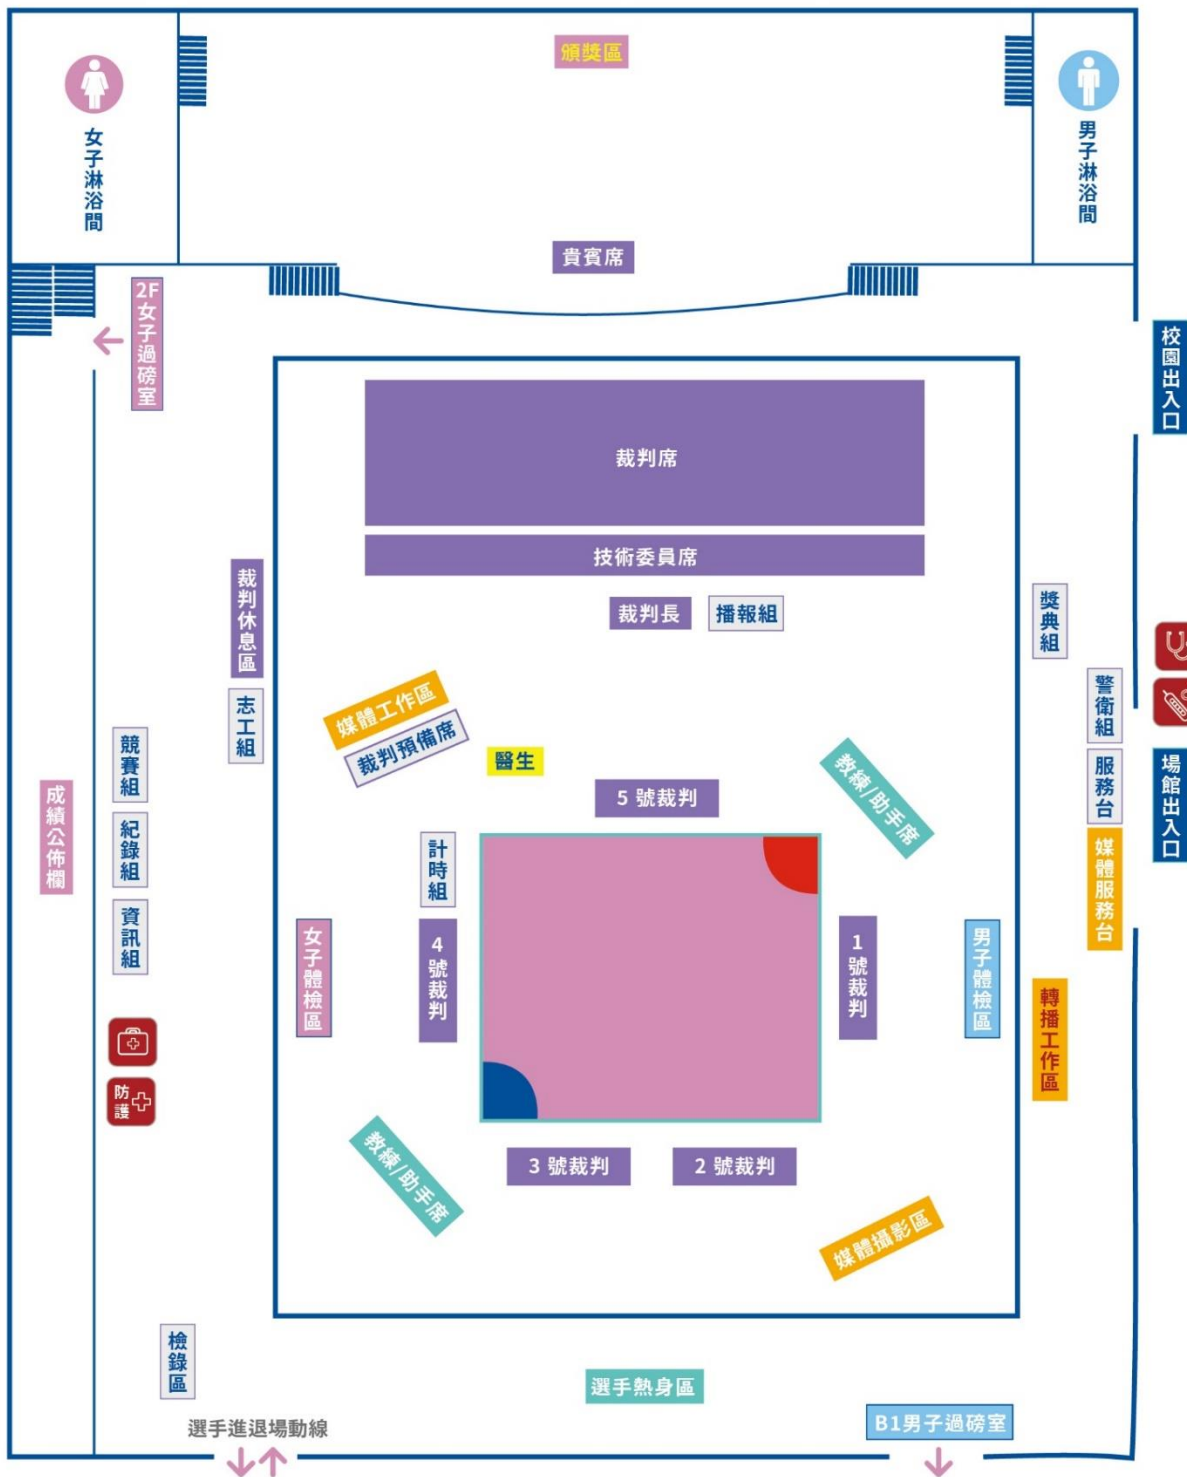 頒獎區
女子淋浴間
男子淋浴間
貴賓席
2F女子過磅室
校園出入口
裁判席
技術委員席
裁判長
播報組
裁判休息區
獎典組
志工組
媒體工作區
裁判預備席
醫生
警衛組
服務台
場館出入口
競賽組
紀錄組
資訊組
成績公佈欄
5 號裁判
教練/助手席
計時組
媒體服務台
女子體檢區
4號裁判
1號裁判
男子體檢區
轉播工作區
防護
教練/助手席
3 號裁判
2 號裁判
媒體攝影區
檢錄區
選手熱身區
選手進退場動線
B1男子過磅室